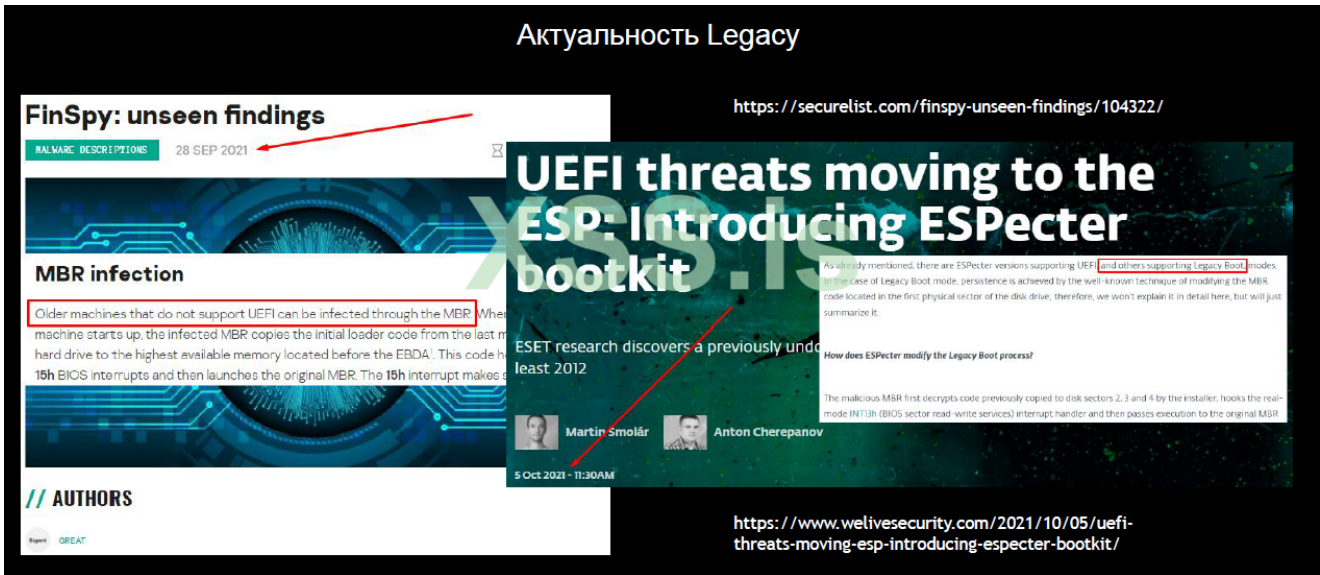 Актуальность Legacy
FinSpy: unseen findings
MALWARE DESCRIPTIONS 28 SEP 2021
MBR infection
Older machines that do not support UEFI can be infected through the MBR. When
machine starts up, the infected MBR copies the initial loader code from the last m
hard drive to the highest available memory located before the EBDA¹. This code h
15h BIOS interrupts and then launches the original MBR. The 15h interrupt makes s
// AUTHORS
Expert GREAT
https://securelist.com/finspy-unseen-findings/104322/
UEFI threats moving to the
ESP: Introducing ESPecter
bootkit
XSS.is
ESET research discovers a previously undo
least 2012
Martin Smolár Anton Cherepanov
5 Oct 2021 - 11:30AM
As already mentioned, there are ESPecter versions supporting UEFI and others supporting Legacy Boot, modes.
In the case of Legacy Boot mode, persistence is achieved by the well-known technique of modifying the MBR
code located in the first physical sector of the disk drive, therefore, we won't explain it in detail here, but will just
summarize it.
How does ESPecter modify the Legacy Boot process?
The malicious MBR first decrypts code previously copied to disk sectors 2, 3 and 4 by the installer, hooks the real-
mode INT13h (BIOS sector read-write services) interrupt handler and then passes execution to the original MBR
https://www.welivesecurity.com/2021/10/05/uefi-
threats-moving-esp-introducing-especter-bootkit/